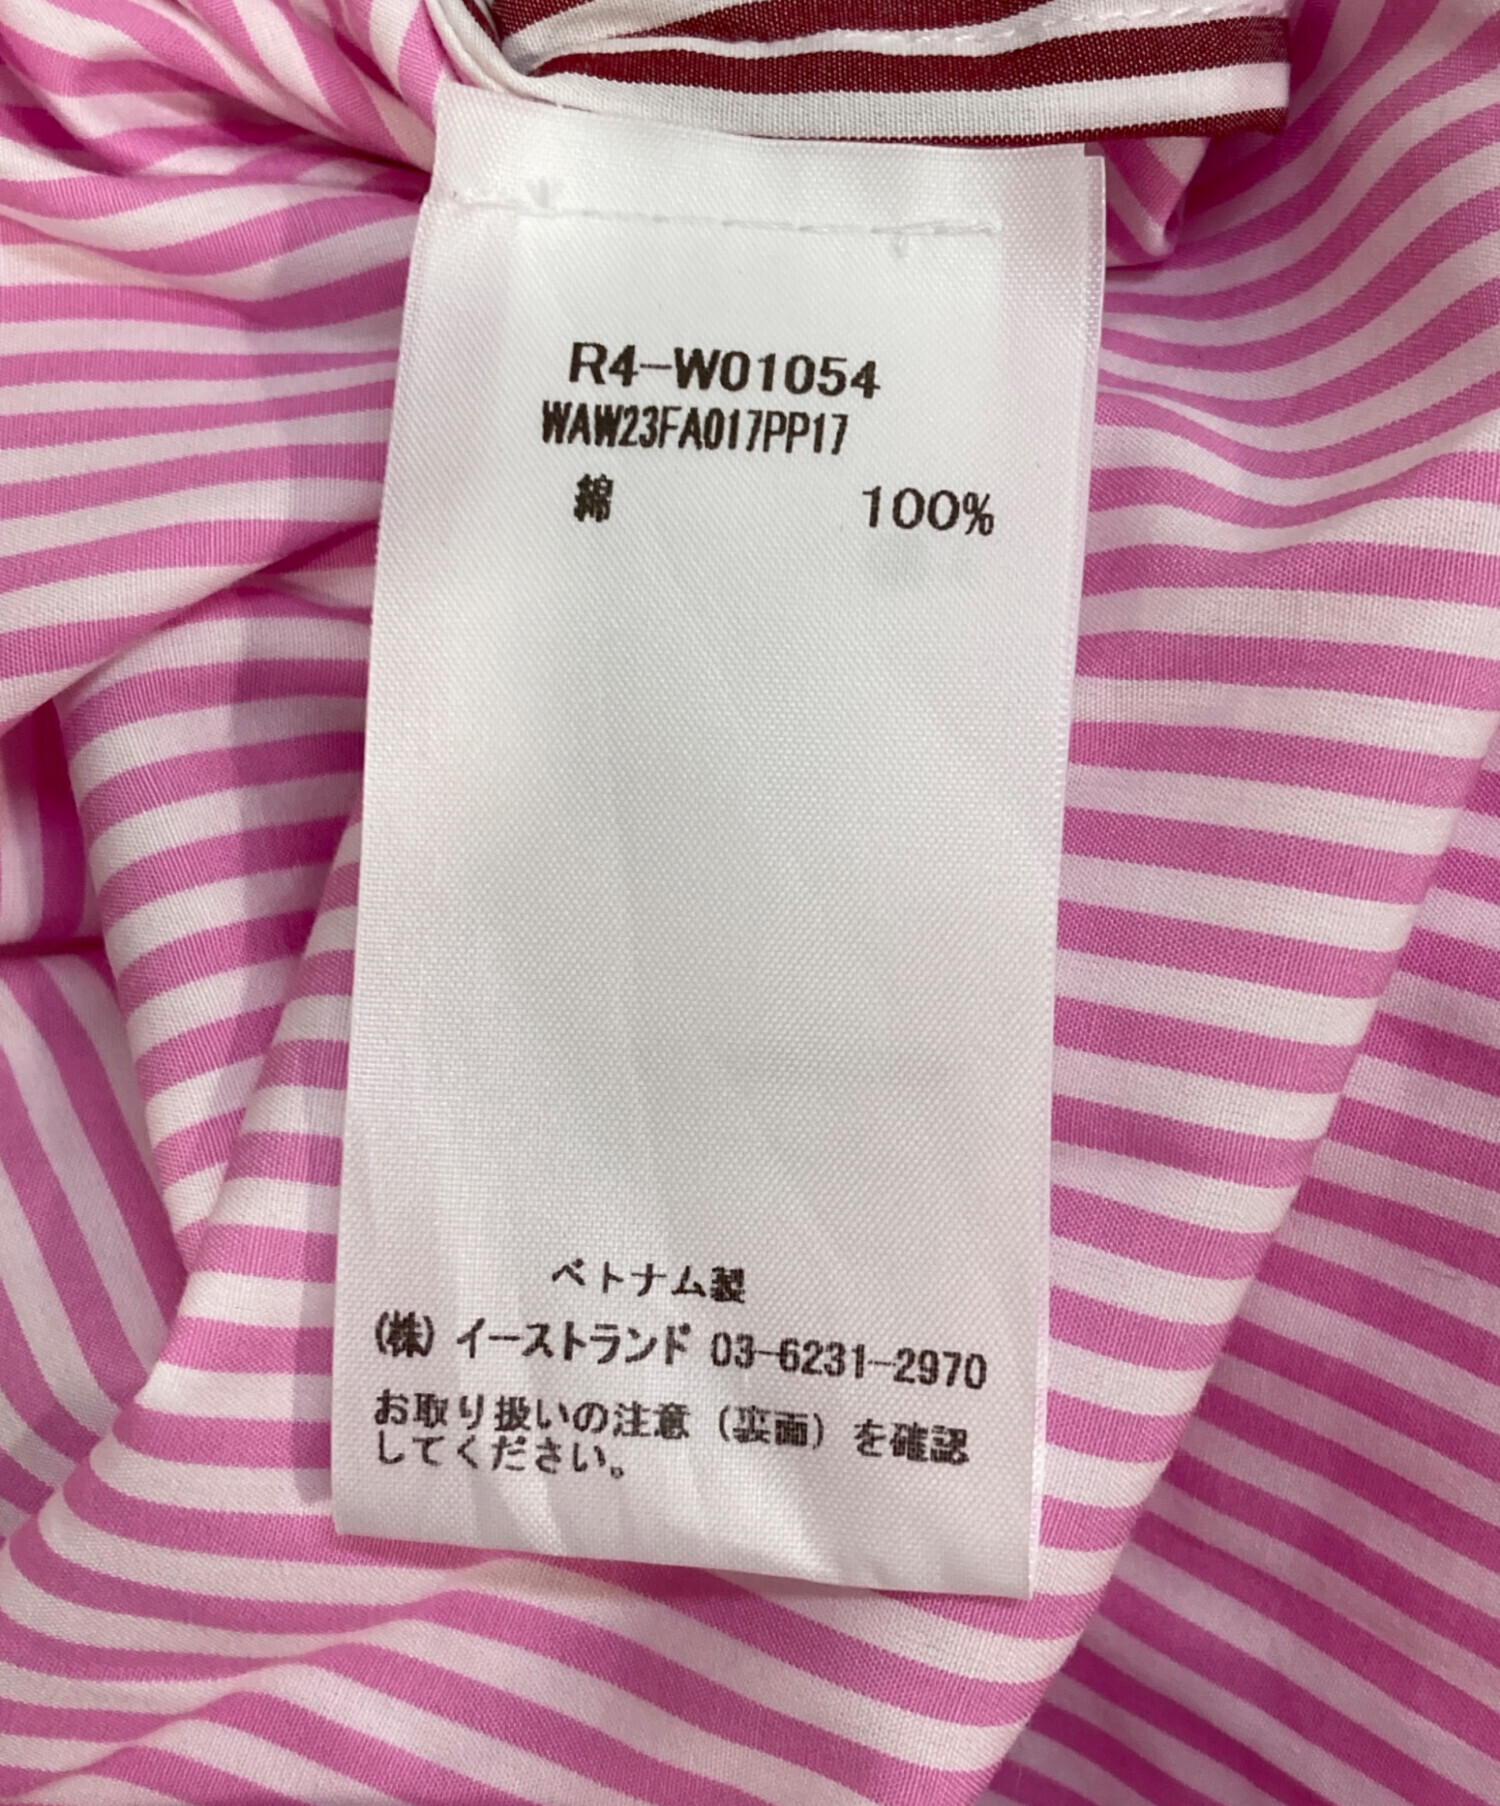 R4-W01054
WAW23FA017PP17
綿 100%
ベトナム製
(株) イーストランド 03-6231-2970
お取り扱いの注意（裏面）を確認
してください。